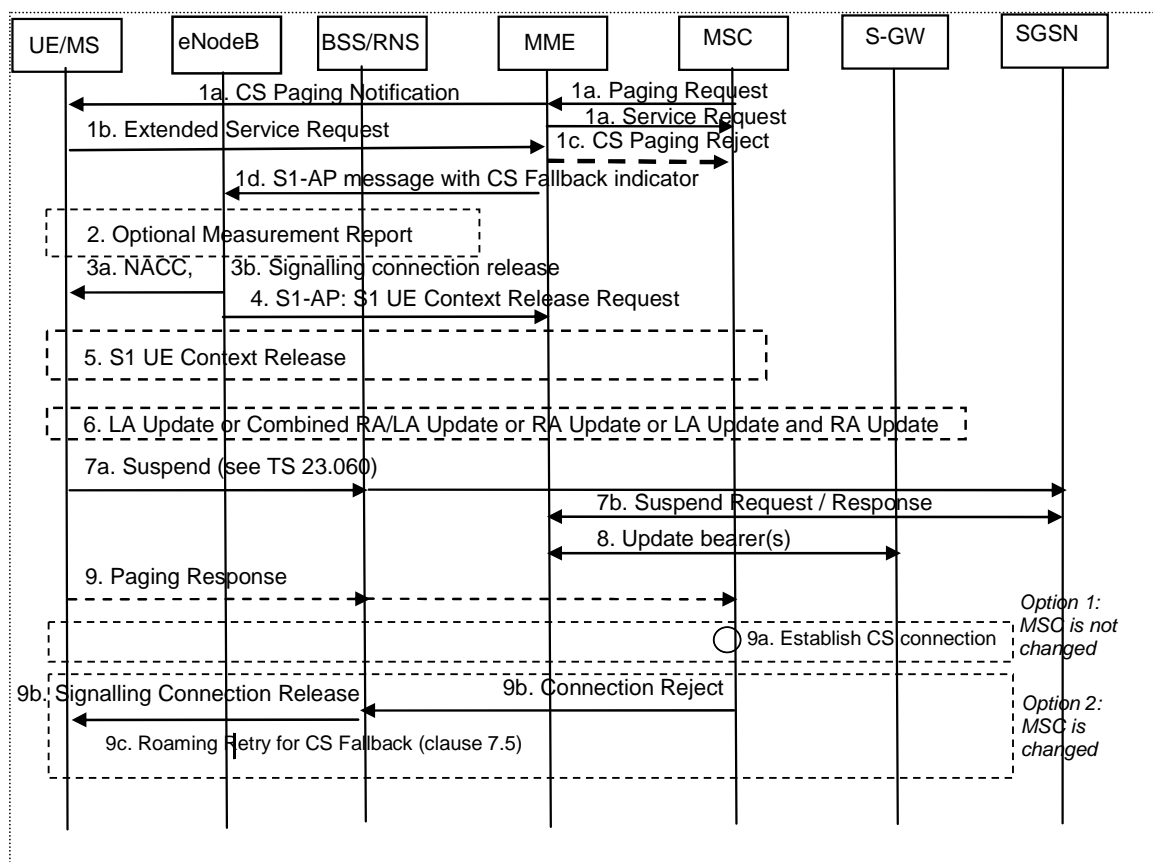 UE/MS
eNodeB
BSS/RNS
MME
MSC
S-GW
SGSN
1a. CS Paging Notification
1a. Paging Request
1a. Service Request
1b. Extended Service Request
1c. CS Paging Reject
1d. S1-AP message with CS Fallback indicator
2. Optional Measurement Report
3a. NACC,
3b. Signalling connection release
4. S1-AP: S1 UE Context Release Request
5. S1 UE Context Release
6. LA Update or Combined RA/LA Update or RA Update or LA Update and RA Update
7a. Suspend (see TS 23.060)
7b. Suspend Request / Response
8. Update bearer(s)
9. Paging Response
Option 1:
MSC is not
changed
9a. Establish CS connection
9b. Signalling Connection Release
9b. Connection Reject
Option 2:
MSC is
changed
9c. Roaming Retry for CS Fallback (clause 7.5)